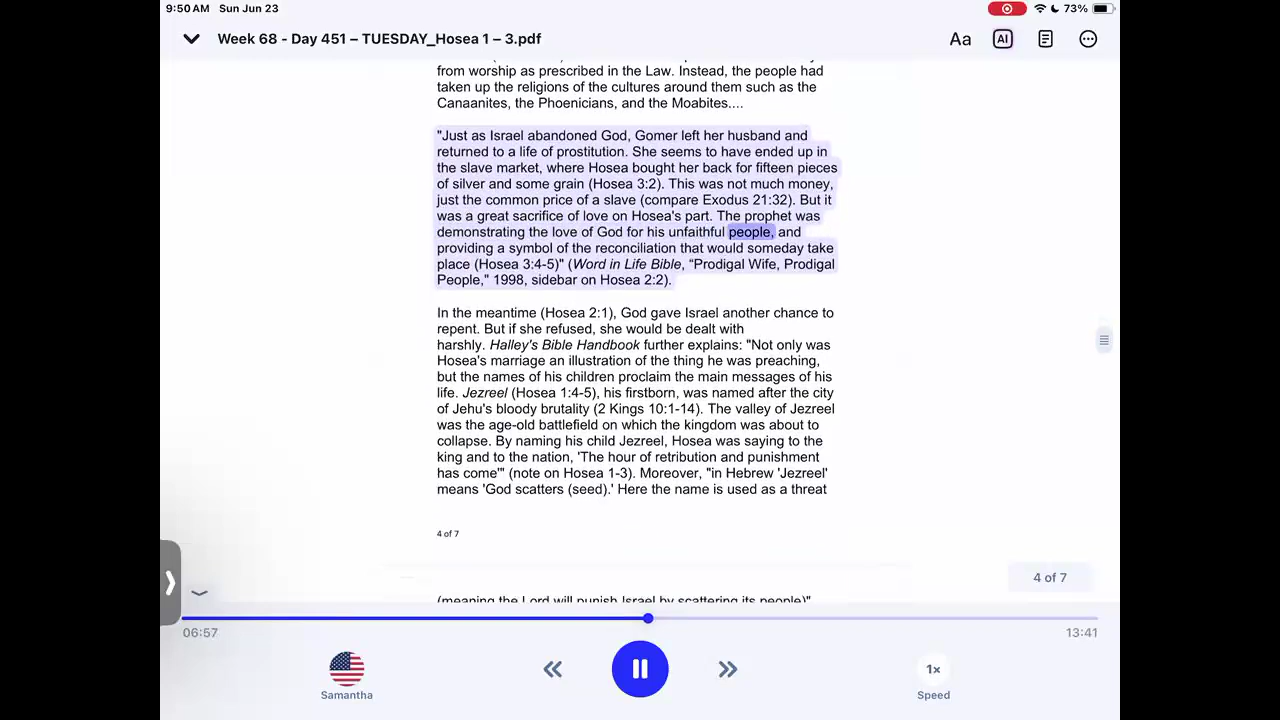 9:50 AM Sun Jun 23
73%
Week 68 - Day 451 – TUESDAY_Hosea 1 – 3.pdf
Aa
AI
from worship as prescribed in the Law. Instead, the people had
taken up the religions of the cultures around them such as the
Canaanites, the Phoenicians, and the Moabites....
"Just as Israel abandoned God, Gomer left her husband and
returned to a life of prostitution. She seems to have ended up in
the slave market, where Hosea bought her back for fifteen pieces
of silver and some grain (Hosea 3:2). This was not much money,
just the common price of a slave (compare Exodus 21:32). But it
was a great sacrifice of love on Hosea's part. The prophet was
demonstrating the love of God for his unfaithful people, and
providing a symbol of the reconciliation that would someday take
place (Hosea 3:4-5)" (Word in Life Bible, “Prodigal Wife, Prodigal
People," 1998, sidebar on Hosea 2:2).
In the meantime (Hosea 2:1), God gave Israel another chance to
repent. But if she refused, she would be dealt with
harshly. Halley's Bible Handbook further explains: "Not only was
Hosea's marriage an illustration of the thing he was preaching,
but the names of his children proclaim the main messages of his
life. Jezreel (Hosea 1:4-5), his firstborn, was named after the city
of Jehu's bloody brutality (2 Kings 10:1-14). The valley of Jezreel
was the age-old battlefield on which the kingdom was about to
collapse. By naming his child Jezreel, Hosea was saying to the
king and to the nation, 'The hour of retribution and punishment
has come'" (note on Hosea 1-3). Moreover, "in Hebrew 'Jezreel'
means 'God scatters (seed).' Here the name is used as a threat
4 of 7
4 of 7
(meaning the Lord will punish Israel by scattering its people)"
06:57
13:41
Samantha
1x
Speed